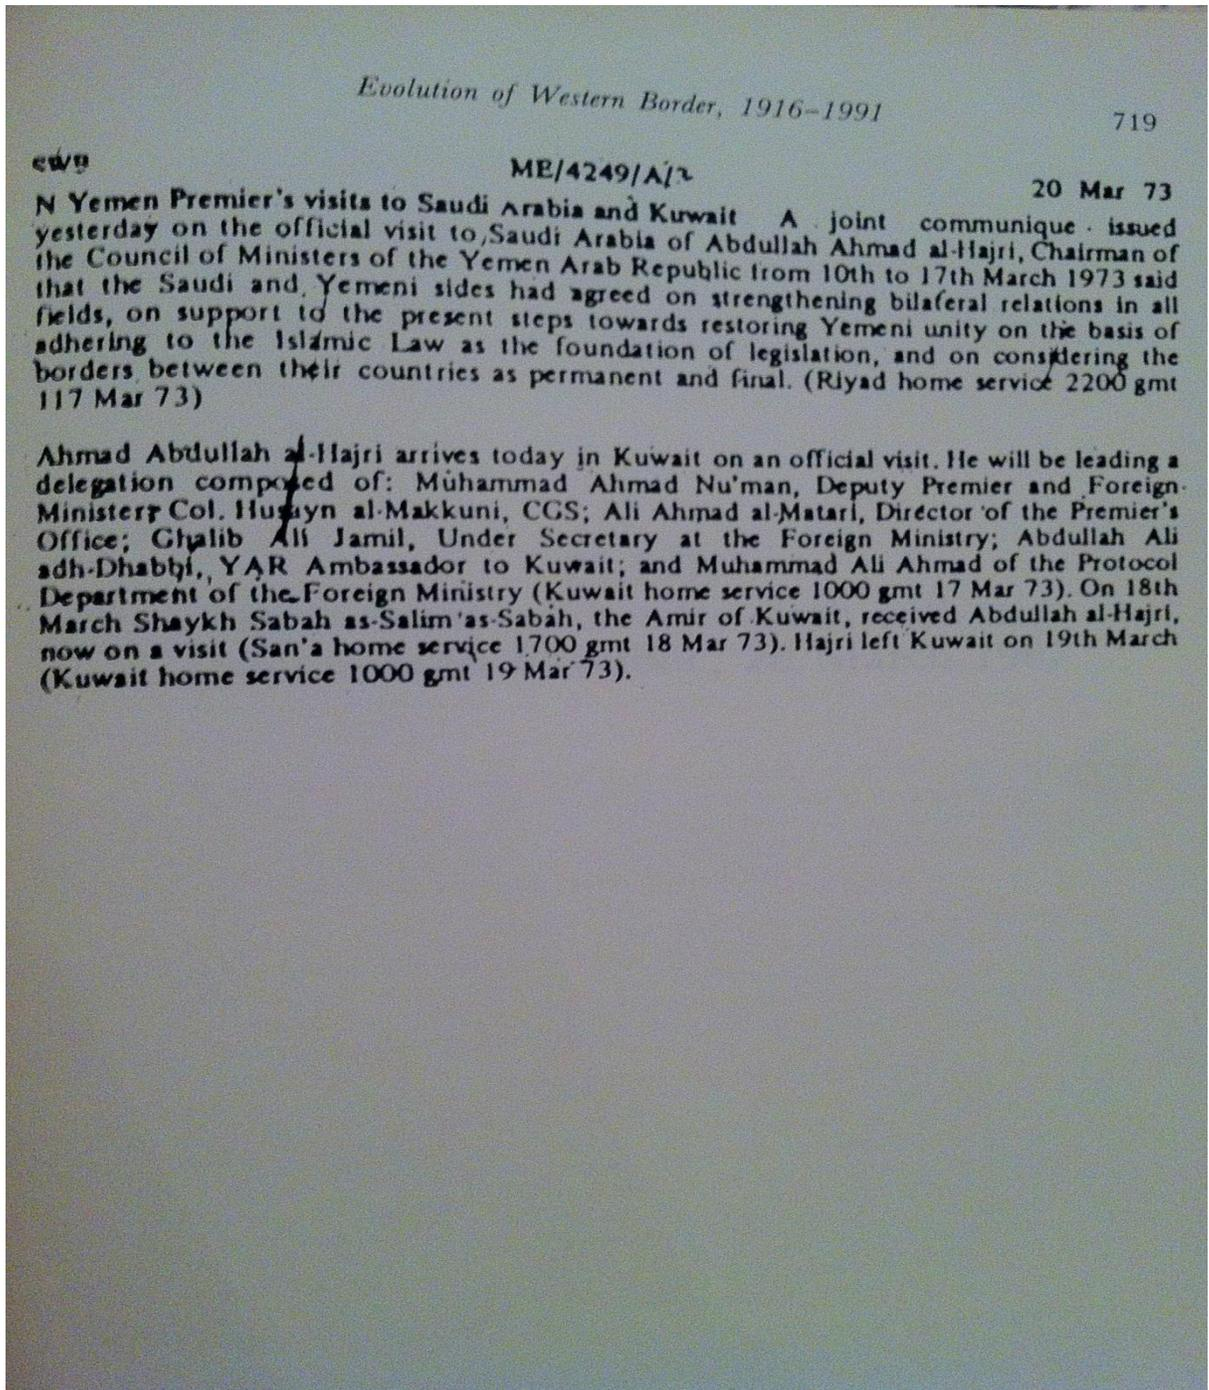 Evolution of Western Border, 1916–1991
719
ME/4249/A/2
20 Mar 73
N Yemen Premier's visits to Saudi Arabia and Kuwait A joint communique issued
yesterday on the official visit to Saudi Arabia of Abdullah Ahmad al-Hajri, Chairman of
the Council of Ministers of the Yemen Arab Republic from 10th to 17th March 1973 said
that the Saudi and Yemeni sides had agreed on strengthening bilateral relations in all
fields, on support to the present steps towards restoring Yemeni unity on the basis of
adhering to the Islamic Law as the foundation of legislation, and on considering the
borders between their countries as permanent and final. (Riyad home service 2200 gmt
117 Mar 73)
Ahmad Abdullah al-Hajri arrives today in Kuwait on an official visit. He will be leading a
delegation composed of: Muhammad Ahmad Nu'man, Deputy Premier and Foreign
Minister; Col. Husayn al-Makkuni, CGS; Ali Ahmad al-Matari, Director of the Premier's
Office; Ghalib Ali Jamil, Under Secretary at the Foreign Ministry; Abdullah Ali
adh-Dhabbi, YAR Ambassador to Kuwait; and Muhammad Ali Ahmad of the Protocol
Department of the Foreign Ministry (Kuwait home service 1000 gmt 17 Mar 73). On 18th
March Shaykh Sabah as-Salim as-Sabah, the Amir of Kuwait, received Abdullah al-Hajri,
now on a visit (San'a home service 1700 gmt 18 Mar 73). Hajri left Kuwait on 19th March
(Kuwait home service 1000 gmt 19 Mar 73).